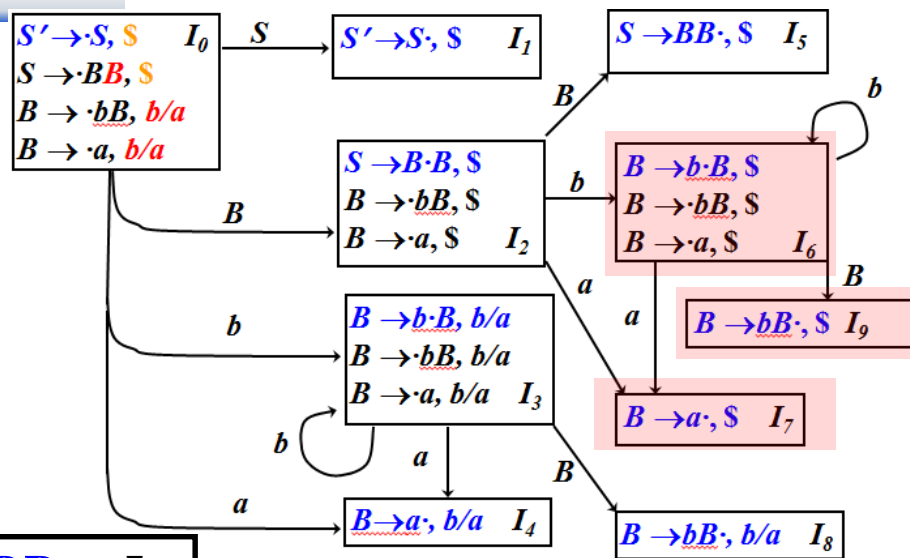 S′ →·S, $ I0
S →·BB, $
B → ·bB, b/a
B → ·a, b/a
S
S′→S·, $ I1
S →BB·, $ I5
B
b
S →B·B, $
B →·bB, $
B →·a, $ I2
B
b
B →b·B, $
B →·bB, $
B →·a, $ I6
a
a
B
B →bB·, $ I9
b
B →b·B, b/a
B →·bB, b/a
B →·a, b/a I3
b
a
B
B →a·, $ I7
a
B→a·, b/a I4
B →bB·, b/a I8